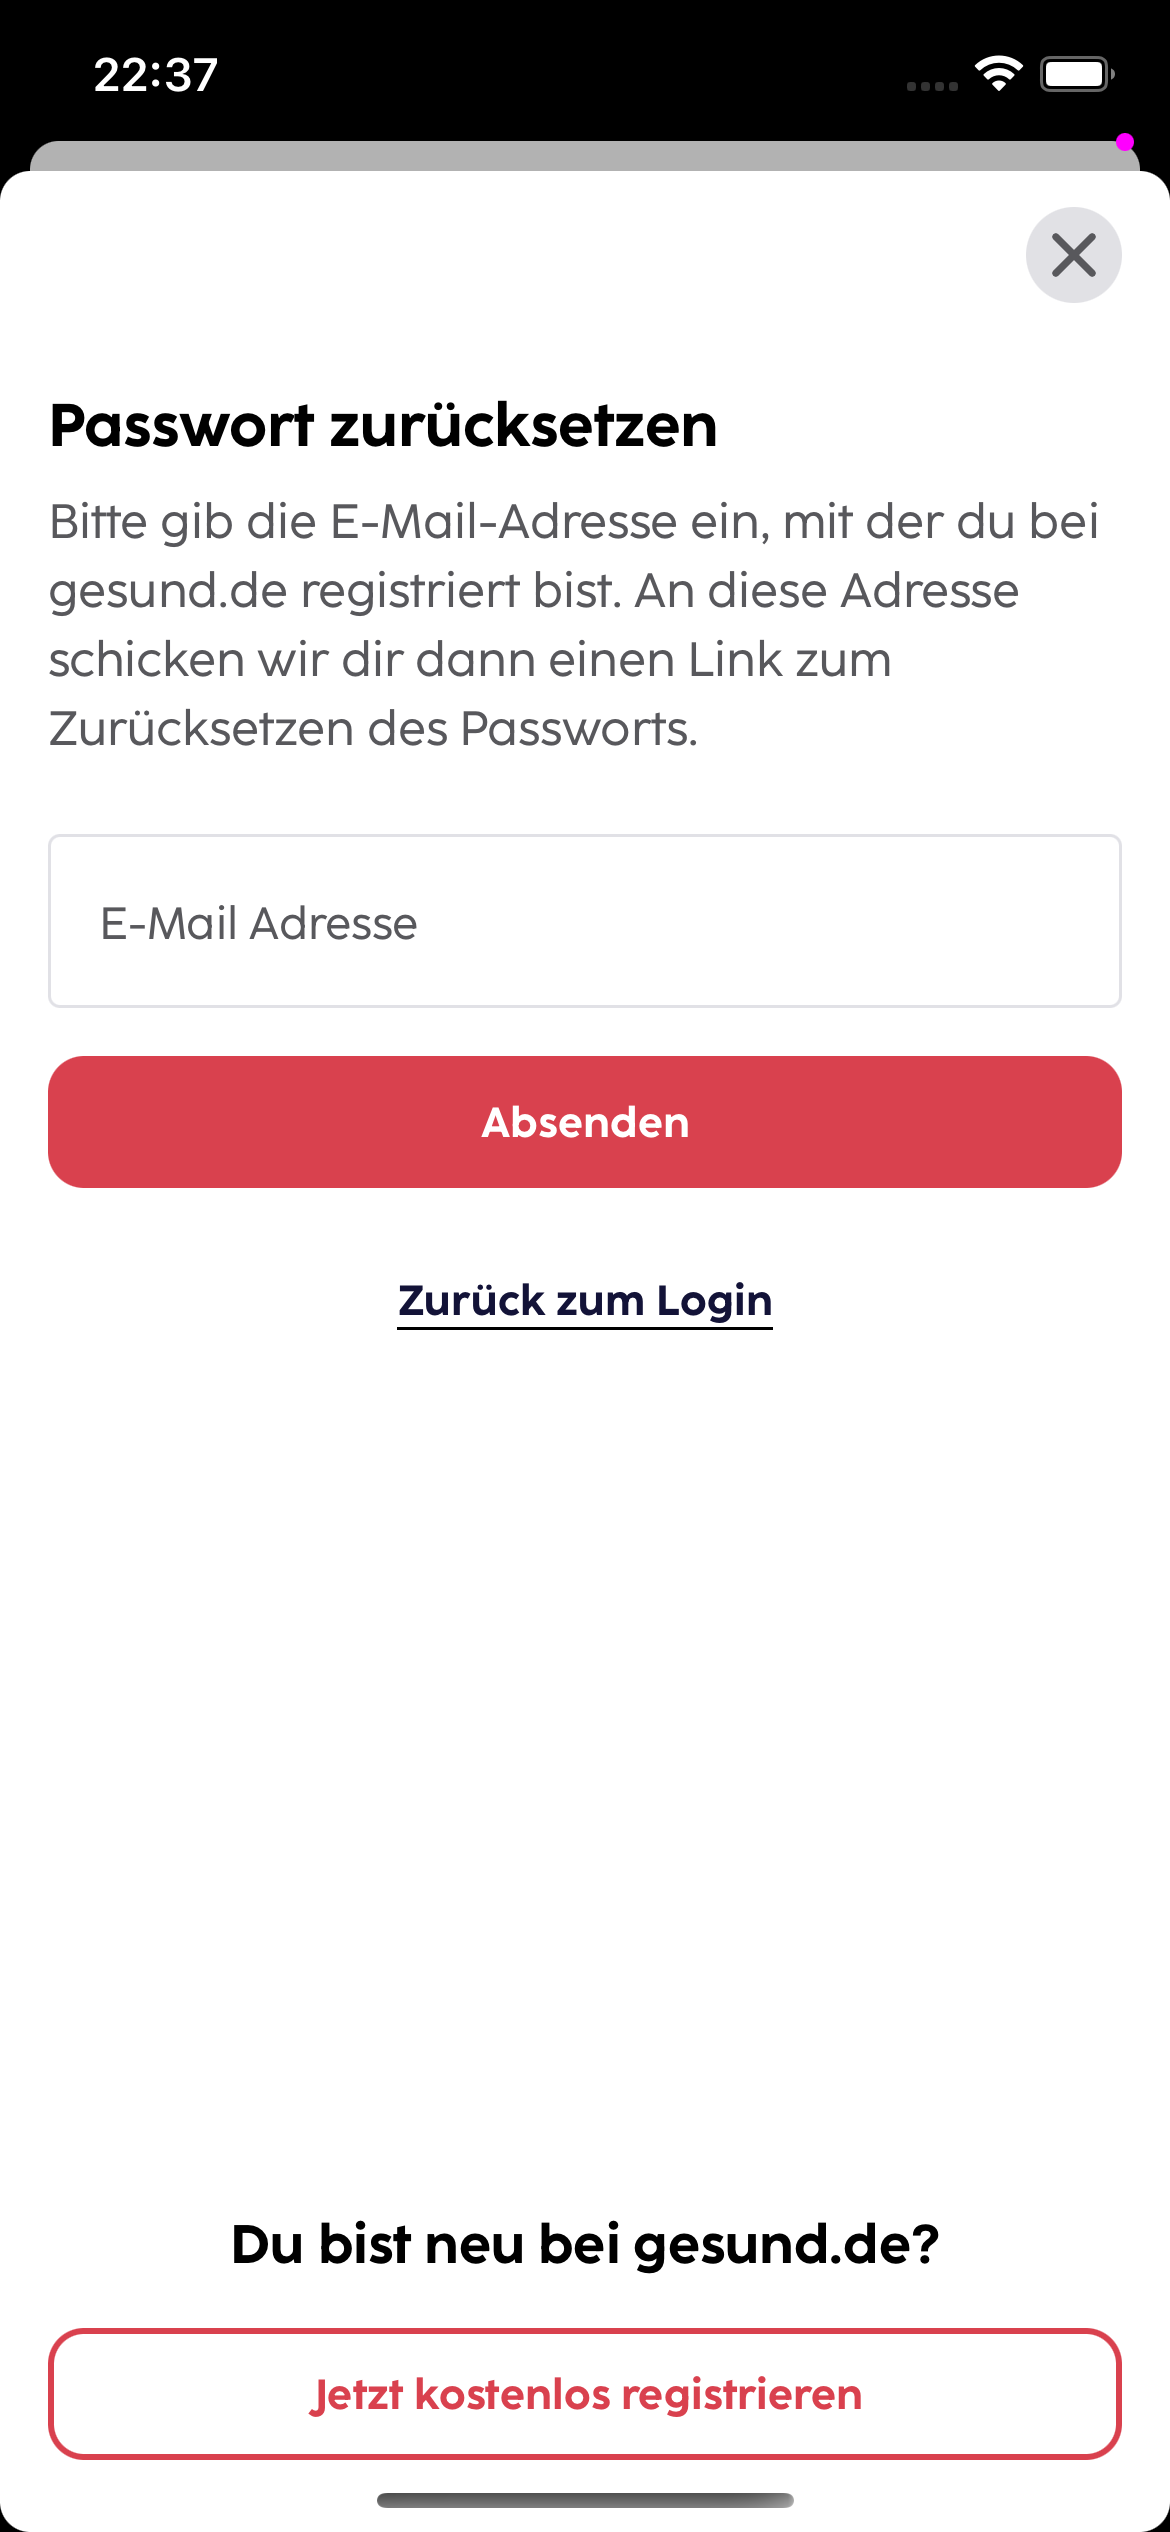 22:37
Passwort zurücksetzen
Bitte gib die E-Mail-Adresse ein, mit der du bei
gesund.de registriert bist. An diese Adresse
schicken wir dir dann einen Link zum
Zurücksetzen des Passworts.
E-Mail Adresse
Absenden
Zurück zum Login
Du bist neu bei gesund.de?
Jetzt kostenlos registrieren